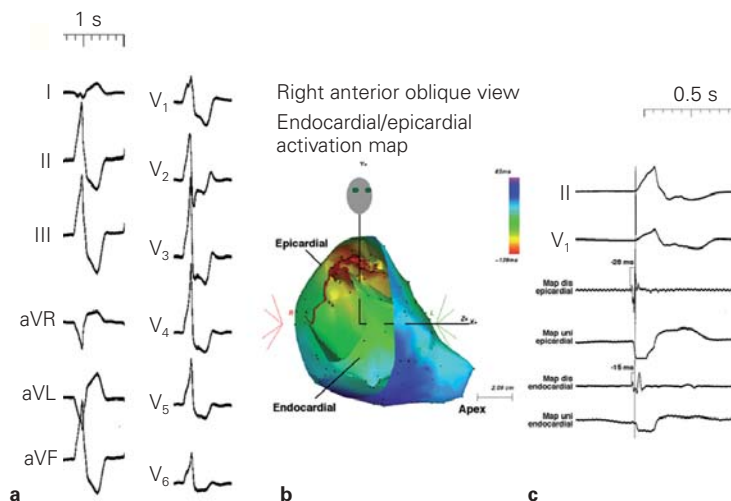 1 s
I
II
III
aVR
aVL
aVF
V1
V2
V3
V4
V5
V6
a
Right anterior oblique view
Endocardial/epicardial
activation map
Epicardial
Endocardial
Apex
2.09 cm
b
0.5 s
II
V1
-28 ms
Map dis
epicardial
Map uni
epicardial
-15 ms
Map dis
endocardial
Map uni
endocardial
c